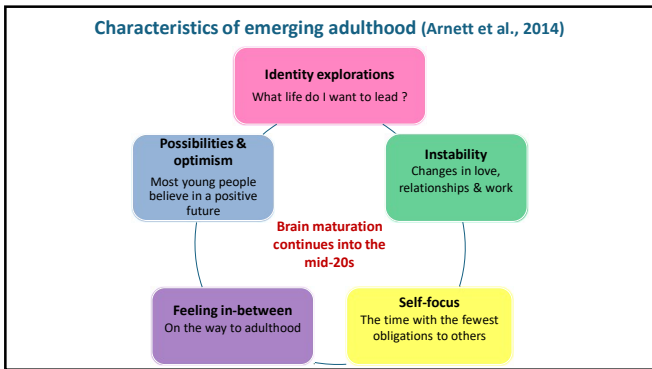 Characteristics of emerging adulthood (Arnett et al., 2014)
Identity explorations
What life do I want to lead ?
Instability
Changes in love,
relationships & work
Self-focus
The time with the fewest
obligations to others
Feeling in-between
On the way to adulthood
Possibilities &
optimism
Most young people
believe in a positive
future
Brain maturation
continues into the
mid-20s